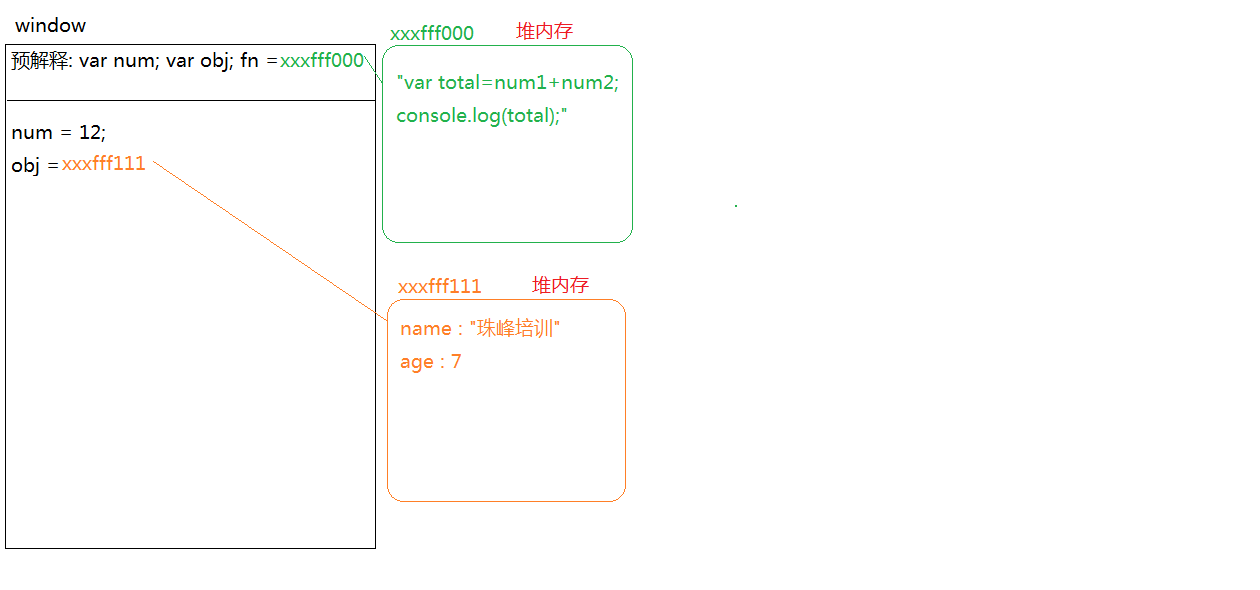 window
预解释: var num; var obj; fn =xxxfff000
num = 12;
obj =xxxfff111
xxxfff000 堆内存
"var total=num1+num2;
console.log(total);"
xxxfff111 堆内存
name : "珠峰培训"
age : 7